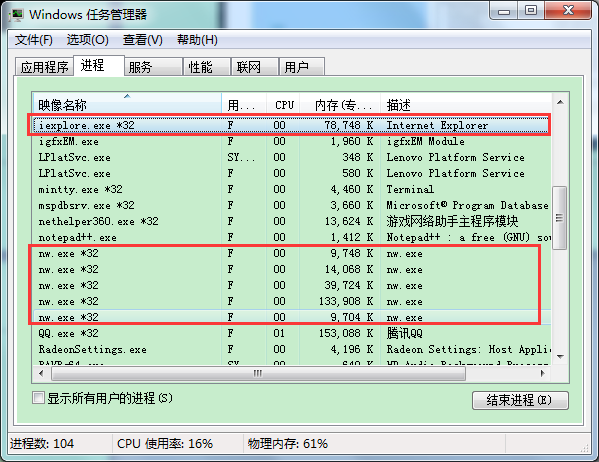 Windows 任务管理器
文件(F) 选项(O) 查看(V) 帮助(H)
应用程序 进程 服务 性能 联网 用户
映像名称 用... CPU 内存(专... 描述
iexplore.exe *32 F 00 78,748 K Internet Explorer
igfxEM.exe F 00 1,960 K igfxEM Module
LPlatSvc.exe SY... 00 348 K Lenovo Platform Service
LPlatSvc.exe F 00 580 K Lenovo Platform Service
mintty.exe *32 F 00 4,460 K Terminal
mspdbsrv.exe *32 F 00 3,660 K Microsoft® Program Database
nethelper360.exe *32 F 00 13,624 K 游戏网络助手主程序模块
notepad++.exe F 00 1,412 K Notepad++ : a free (GNU) sou
nw.exe *32 F 00 9,748 K nw.exe
nw.exe *32 F 00 14,068 K nw.exe
nw.exe *32 F 00 39,724 K nw.exe
nw.exe *32 F 00 133,908 K nw.exe
nw.exe *32 F 00 9,704 K nw.exe
QQ.exe *32 F 01 153,088 K 腾讯QQ
RadeonSettings.exe F 00 4,196 K Radeon Settings: Host Appli
显示所有用户的进程(S) 结束进程(E)
进程数: 104 CPU 使用率: 16% 物理内存: 61%